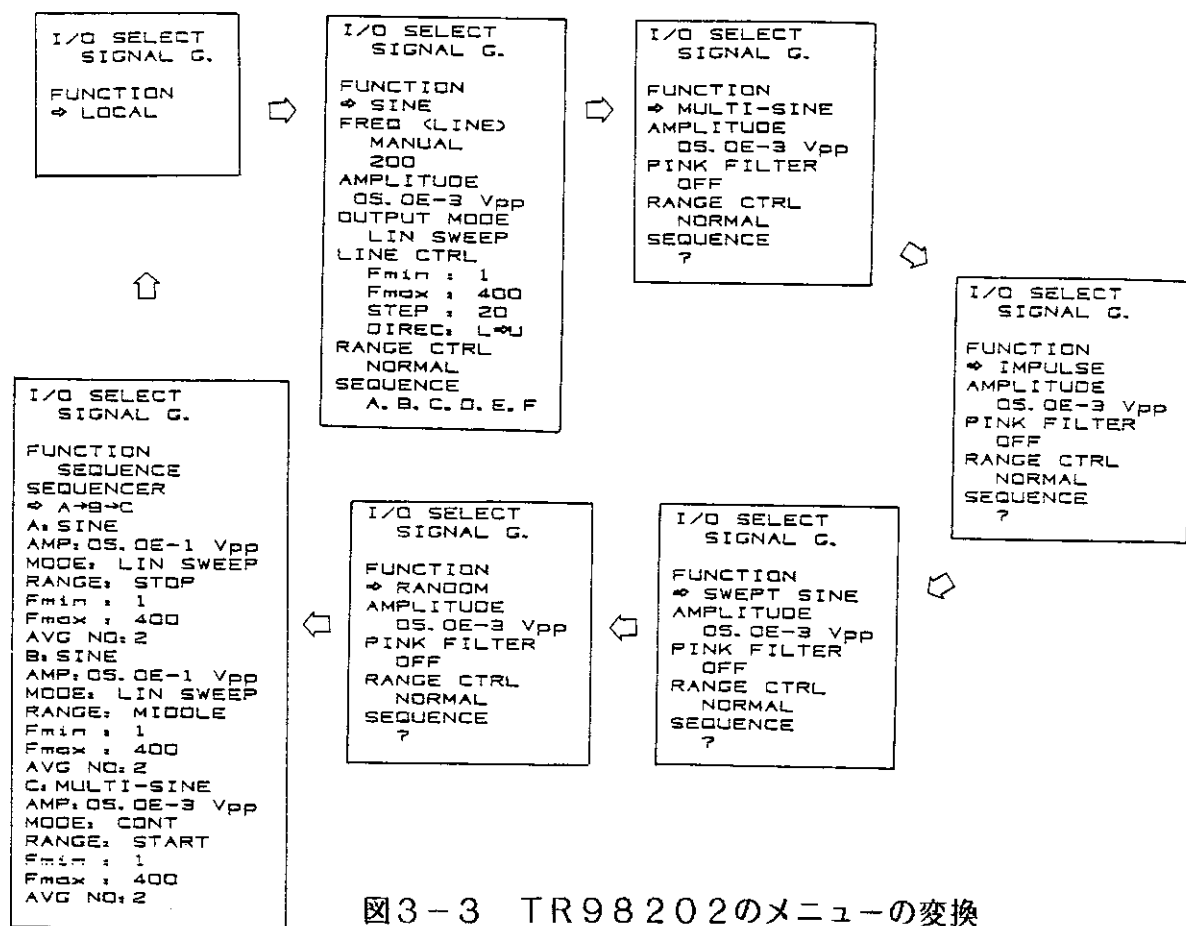 I/O SELECT
SIGNAL G.
FUNCTION
⇨ LOCAL
I/O SELECT
SIGNAL G.
FUNCTION
⇨ SINE
FREQ <LINE>
MANUAL
200
AMPLITUDE
05.0E-3 Vpp
OUTPUT MODE
LIN SWEEP
LINE CTRL
Fmin : 1
Fmax : 400
STEP : 20
DIREC: L⇨U
RANGE CTRL
NORMAL
SEQUENCE
A.B.C.D.E.F
I/O SELECT
SIGNAL G.
FUNCTION
⇨ MULTI-SINE
AMPLITUDE
05.0E-3 Vpp
PINK FILTER
OFF
RANGE CTRL
NORMAL
SEQUENCE
?
I/O SELECT
SIGNAL G.
FUNCTION
⇨ IMPULSE
AMPLITUDE
05.0E-3 Vpp
PINK FILTER
OFF
RANGE CTRL
NORMAL
SEQUENCE
?
I/O SELECT
SIGNAL G.
FUNCTION
⇨ SWEPT SINE
AMPLITUDE
05.0E-3 Vpp
PINK FILTER
OFF
RANGE CTRL
NORMAL
SEQUENCE
?
I/O SELECT
SIGNAL G.
FUNCTION
⇨ RANDOM
AMPLITUDE
05.0E-3 Vpp
PINK FILTER
OFF
RANGE CTRL
NORMAL
SEQUENCE
?
I/O SELECT
SIGNAL G.
FUNCTION
SEQUENCE
SEQUENCER
⇨ A→B→C
A:SINE
AMP:05.0E-1 Vpp
MODE: LIN SWEEP
RANGE: STOP
Fmin : 1
Fmax : 400
AVG NO:2
B:SINE
AMP:05.0E-1 Vpp
MODE: LIN SWEEP
RANGE: MIDDLE
Fmin : 1
Fmax : 400
AVG NO:2
C:MULTI-SINE
AMP:05.0E-3 Vpp
MODE: CONT
RANGE: START
Fmin : 1
Fmax : 400
AVG NO:2
図3-3 TR98202のメニューの変換